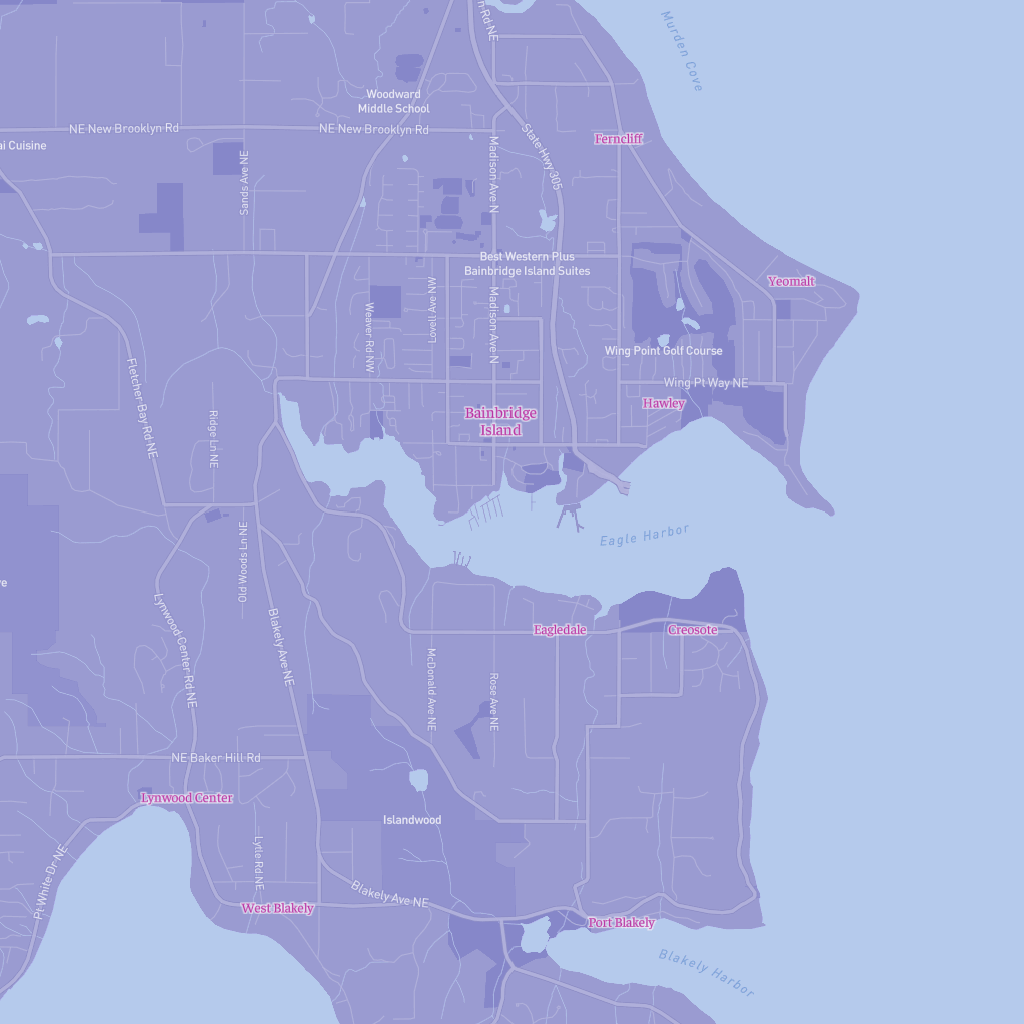 n Rd NE
Murden Cove
Woodward
Middle School
NE New Brooklyn Rd
NE New Brooklyn Rd
State Hwy 305
Ferncliff
ai Cuisine
Sands Ave NE
Madison Ave N
Best Western Plus
Bainbridge Island Suites
Yeomalt
Weaver Rd NW
Lovell Ave NW
Madison Ave N
Wing Point Golf Course
Wing Pt Way NE
Fletcher Bay Rd NE
Hawley
Bainbridge
Island
Ridge Ln NE
Eagle Harbor
Old Woods Ln NE
ve
Lynwood Center Rd NE
Blakely Ave NE
Eagledale
Creosote
McDonald Ave NE
Rose Ave NE
NE Baker Hill Rd
Lynwood Center
Islandwood
Pt White Dr NE
Lytle Rd NE
Blakely Ave NE
West Blakely
Port Blakely
Blakely Harbor